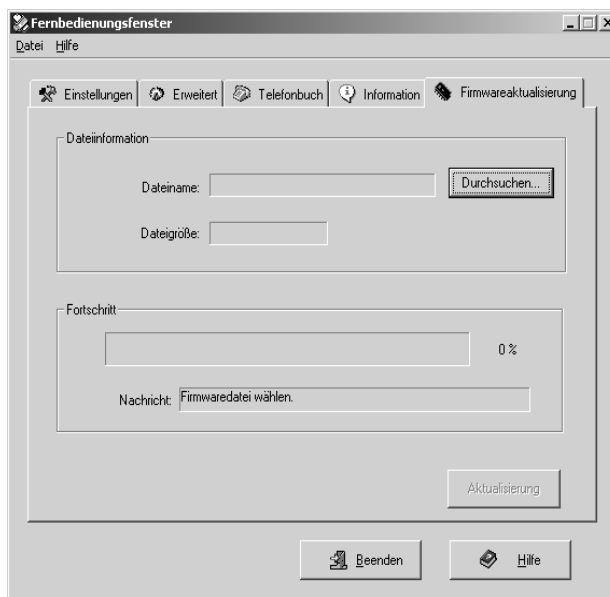 Fernbedienungsfenster
Datei Hilfe
Einstellungen Erweitert Telefonbuch Information Firmwareaktualisierung
Dateiinformation
Dateiname: Durchsuchen...
Dateigröße:
Fortschritt
0 %
Nachricht: Firmwaredatei wählen.
Aktualisierung
Beenden Hilfe